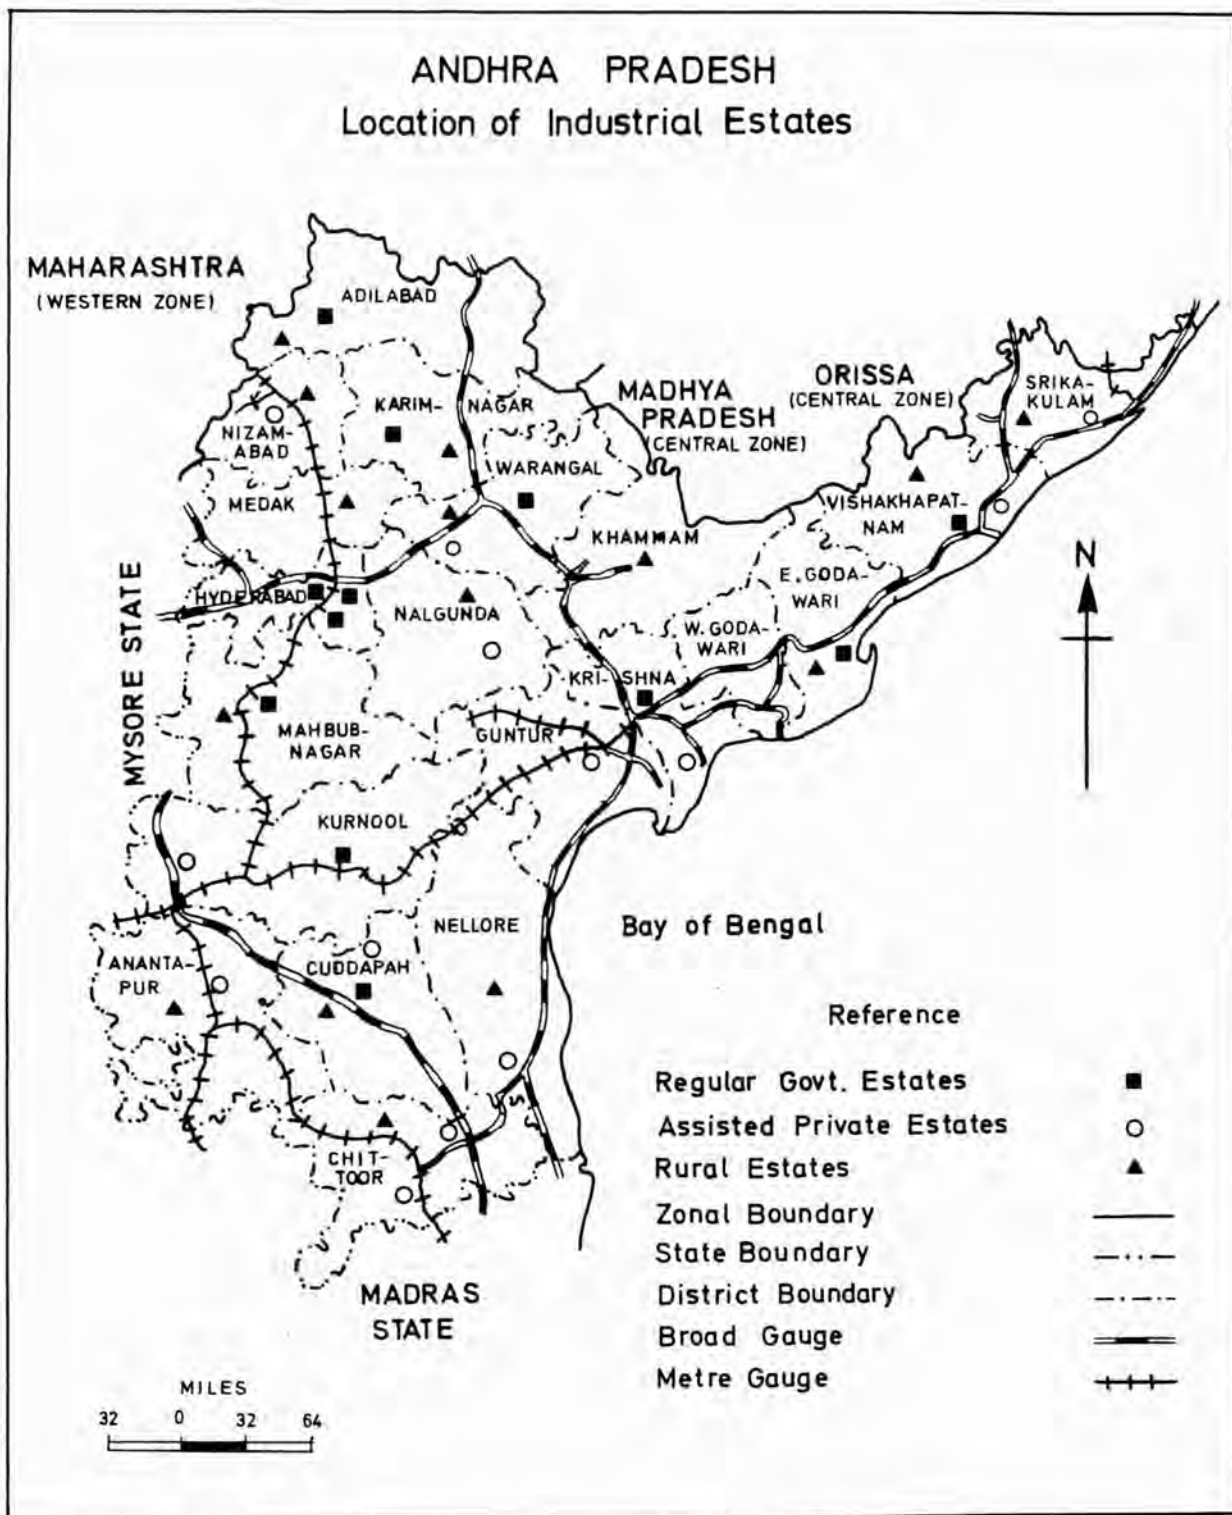 ANDHRA PRADESH
Location of Industrial Estates
MAHARASHTRA
(WESTERN ZONE)
ADILABAD
MADHYA
PRADESH
(CENTRAL ZONE)
ORISSA
(CENTRAL ZONE)
SRIKA-
KULAM
KARIM- NAGAR
NIZAM-
ABAD
WARANGAL
MEDAK
VISHAKHAPAT-
NAM
KHAMMAM
N
E. GODA-
WARI
HYDERABAD
NALGUNDA
W. GODA-
WARI
MYSORE STATE
KRI-SHNA
MAHBUB-
NAGAR
GUNTUR
KURNOOL
NELLORE
Bay of Bengal
ANANTA-
PUR
CUDDAPAH
CHIT-
TOOR
MADRAS
STATE
Reference
Regular Govt. Estates
Assisted Private Estates
Rural Estates
Zonal Boundary
State Boundary
District Boundary
Broad Gauge
Metre Gauge
MILES
32 0 32 64